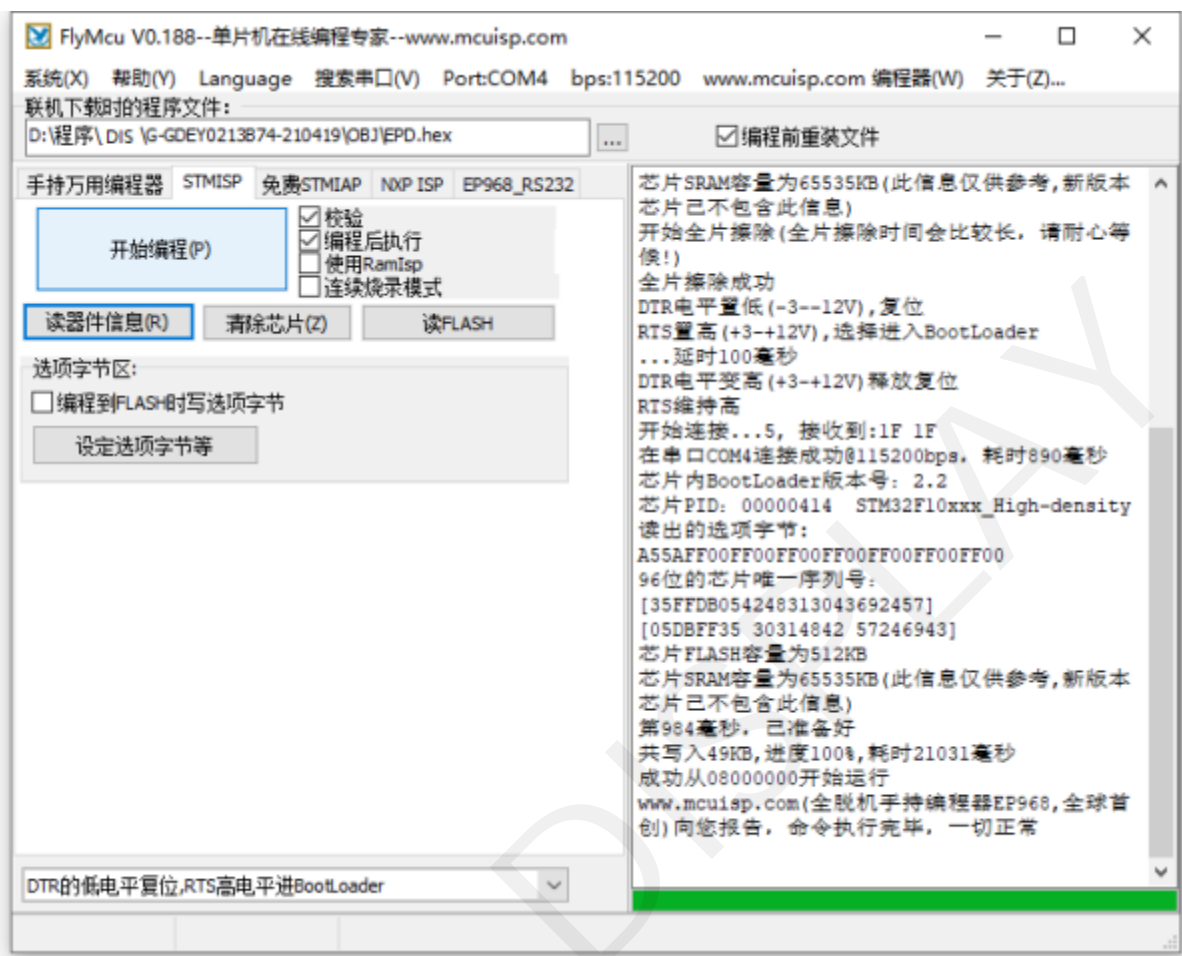 FlyMcu V0.188--单片机在线编程专家--www.mcuisp.com
系统(X) 帮助(Y) Language 搜索串口(V) Port:COM4 bps:115200 www.mcuisp.com 编程器(W) 关于(Z)...
联机下载时的程序文件:
D:\程序\ DIS \G-GDEY0213B74-210419\OBJ\EPD.hex
...
编程前重装文件
手持万用编程器 STMISP 免费STMIAP NXP ISP EP968_RS232
开始编程(P)
校验
编程后执行
使用RamIsp
连续烧录模式
读器件信息(R) 清除芯片(Z) 读FLASH
选项字节区:
编程到FLASH时写选项字节
设定选项字节等
DTR的低电平复位,RTS高电平进BootLoader
芯片SRAM容量为65535KB(此信息仅供参考,新版本
芯片已不包含此信息)
开始全片擦除(全片擦除时间会比较长，请耐心等
候!)
全片擦除成功
DTR电平置低(-3--12V),复位
RTS置高(+3-+12V),选择进入BootLoader
...延时100毫秒
DTR电平变高(+3-+12V)释放复位
RTS维持高
开始连接...5, 接收到:1F 1F
在串口COM4连接成功@115200bps，耗时890毫秒
芯片内BootLoader版本号：2.2
芯片PID：00000414 STM32F10xxx_High-density
读出的选项字节:
A55AFF00FF00FF00FF00FF00FF00FF00
96位的芯片唯一序列号：
[35FFDB054248313043692457]
[05DBFF35 30314842 57246943]
芯片FLASH容量为512KB
芯片SRAM容量为65535KB(此信息仅供参考,新版本
芯片已不包含此信息)
第984毫秒，已准备好
共写入49KB,进度100%,耗时21031毫秒
成功从08000000开始运行
www.mcuisp.com(全脱机手持编程器EP968,全球首
创)向您报告，命令执行完毕，一切正常
DISPLAY